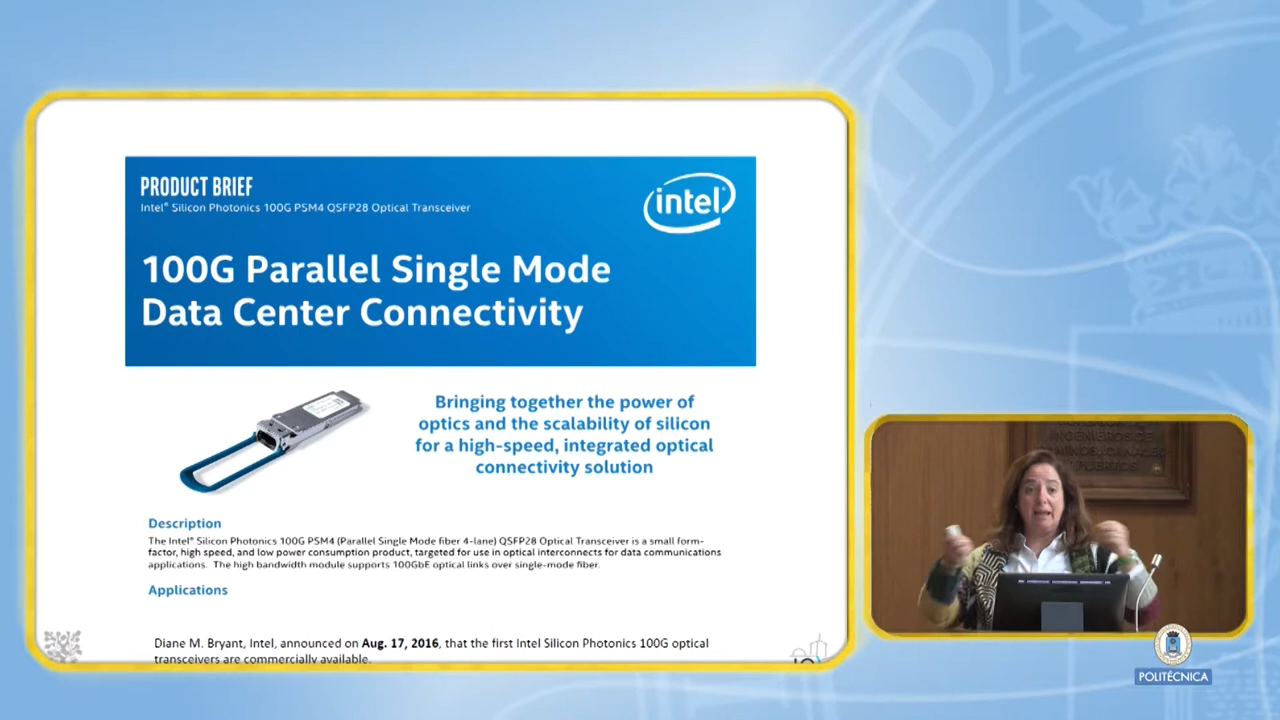 PRODUCT BRIEF
Intel® Silicon Photonics 100G PSM4 QSFP28 Optical Transceiver
intel
100G Parallel Single Mode
Data Center Connectivity
Bringing together the power of
optics and the scalability of silicon
for a high-speed, integrated optical
connectivity solution
Description
The Intel® Silicon Photonics 100G PSM4 (Parallel Single Mode fiber 4-lane) QSFP28 Optical Transceiver is a small form-
factor, high speed, and low power consumption product, targeted for use in optical interconnects for data communications
applications. The high bandwidth module supports 100GbE optical links over single-mode fiber.
Applications
Diane M. Bryant, Intel, announced on Aug. 17, 2016, that the first Intel Silicon Photonics 100G optical
transceivers are commercially available.
INGENIEROS DE
CAMINOS, CANALES
PUERTOS
POLITÉCNICA